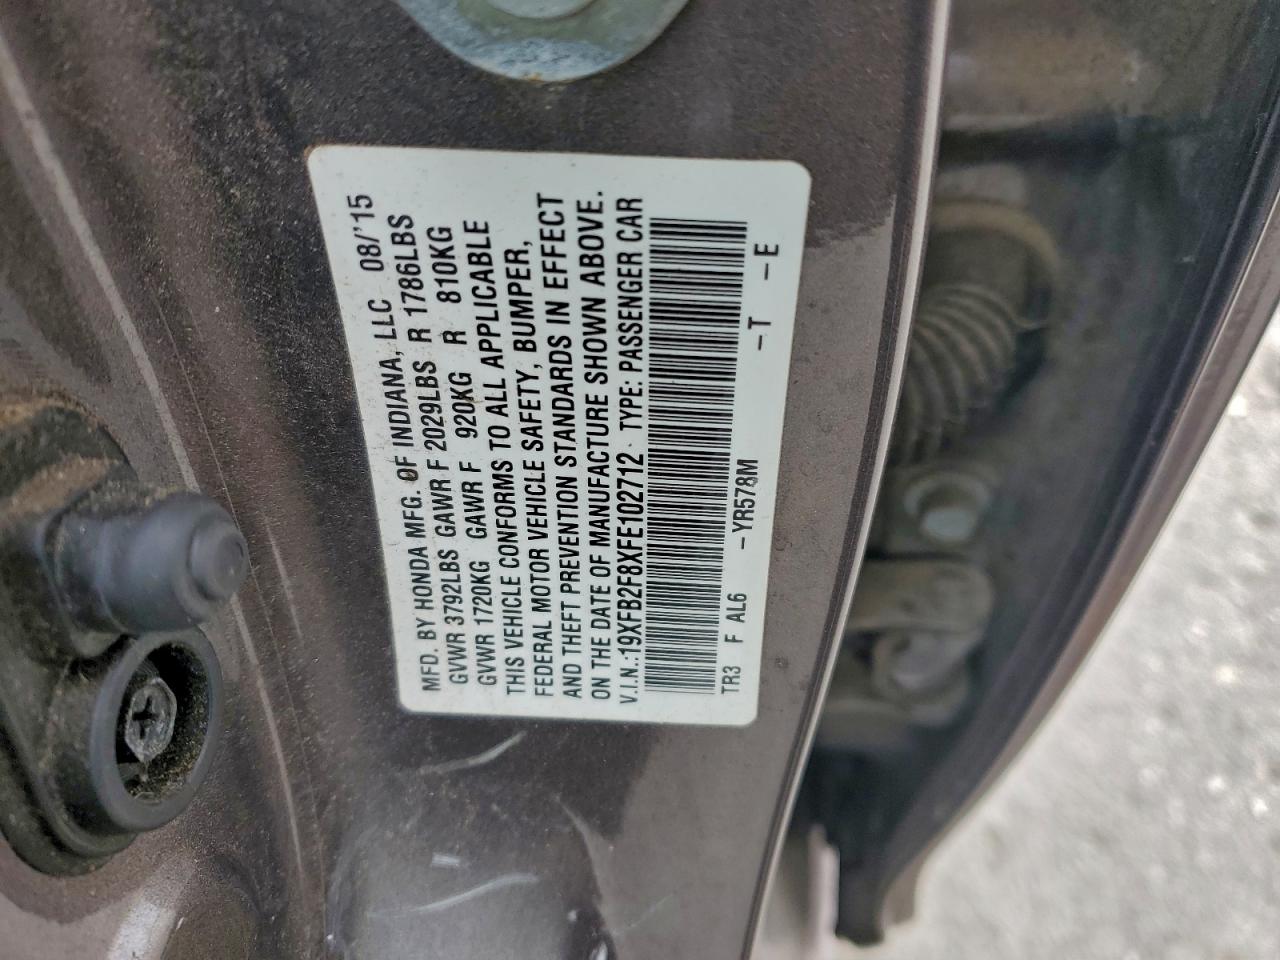 MFD. BY HONDA MFG. OF INDIANA, LLC 08/'15
GVWR 3792LBS GAWR F 2029LBS R 1786LBS
GVWR 1720KG GAWR F 920KG R 810KG
THIS VEHICLE CONFORMS TO ALL APPLICABLE
FEDERAL MOTOR VEHICLE SAFETY, BUMPER,
AND THEFT PREVENTION STANDARDS IN EFFECT
ON THE DATE OF MANUFACTURE SHOWN ABOVE.
V.I.N.:19XFB2F8XFE102712 TYPE: PASSENGER CAR
TR3 F AL6 -YR578M -T -E